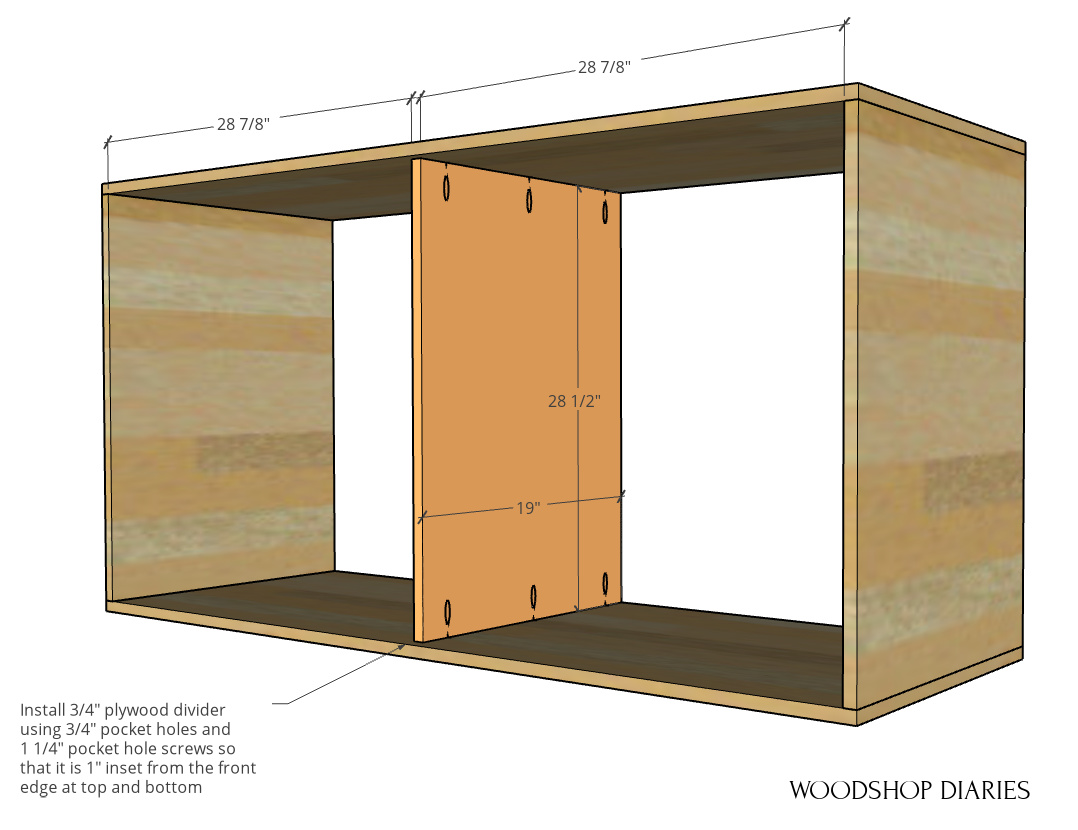 28 7/8"
28 7/8"
28 1/2"
19"
Install 3/4" plywood divider
using 3/4" pocket holes and
1 1/4" pocket hole screws so
that it is 1" inset from the front
edge at top and bottom
WOODSHOP DIARIES